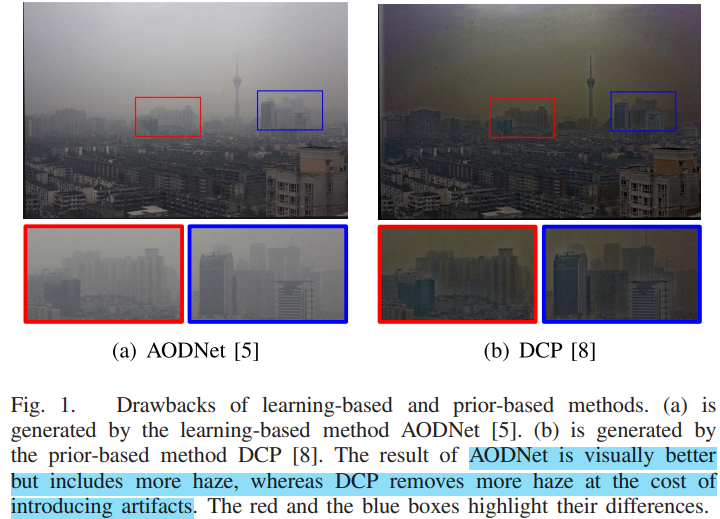 (a) AODNet [5]
(b) DCP [8]
Fig. 1. Drawbacks of learning-based and prior-based methods. (a) is
generated by the learning-based method AODNet [5]. (b) is generated by
the prior-based method DCP [8]. The result of AODNet is visually better
but includes more haze, whereas DCP removes more haze at the cost of
introducing artifacts. The red and the blue boxes highlight their differences.